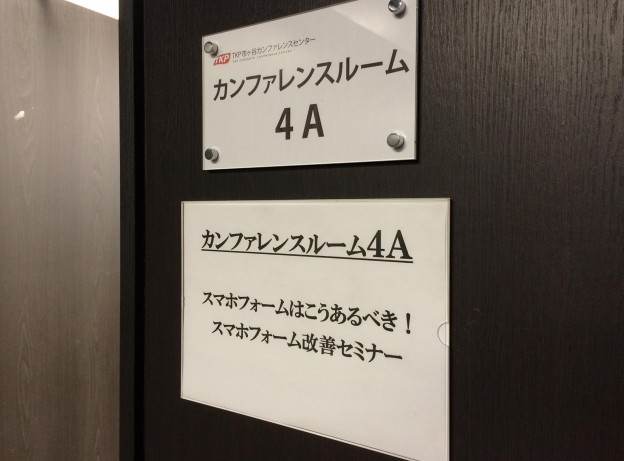 TKP TKP市ヶ谷カンファレンスセンター
カンファレンスルーム
4A
カンファレンスルーム4A
スマホフォームはこうあるべき！
スマホフォーム改善セミナー